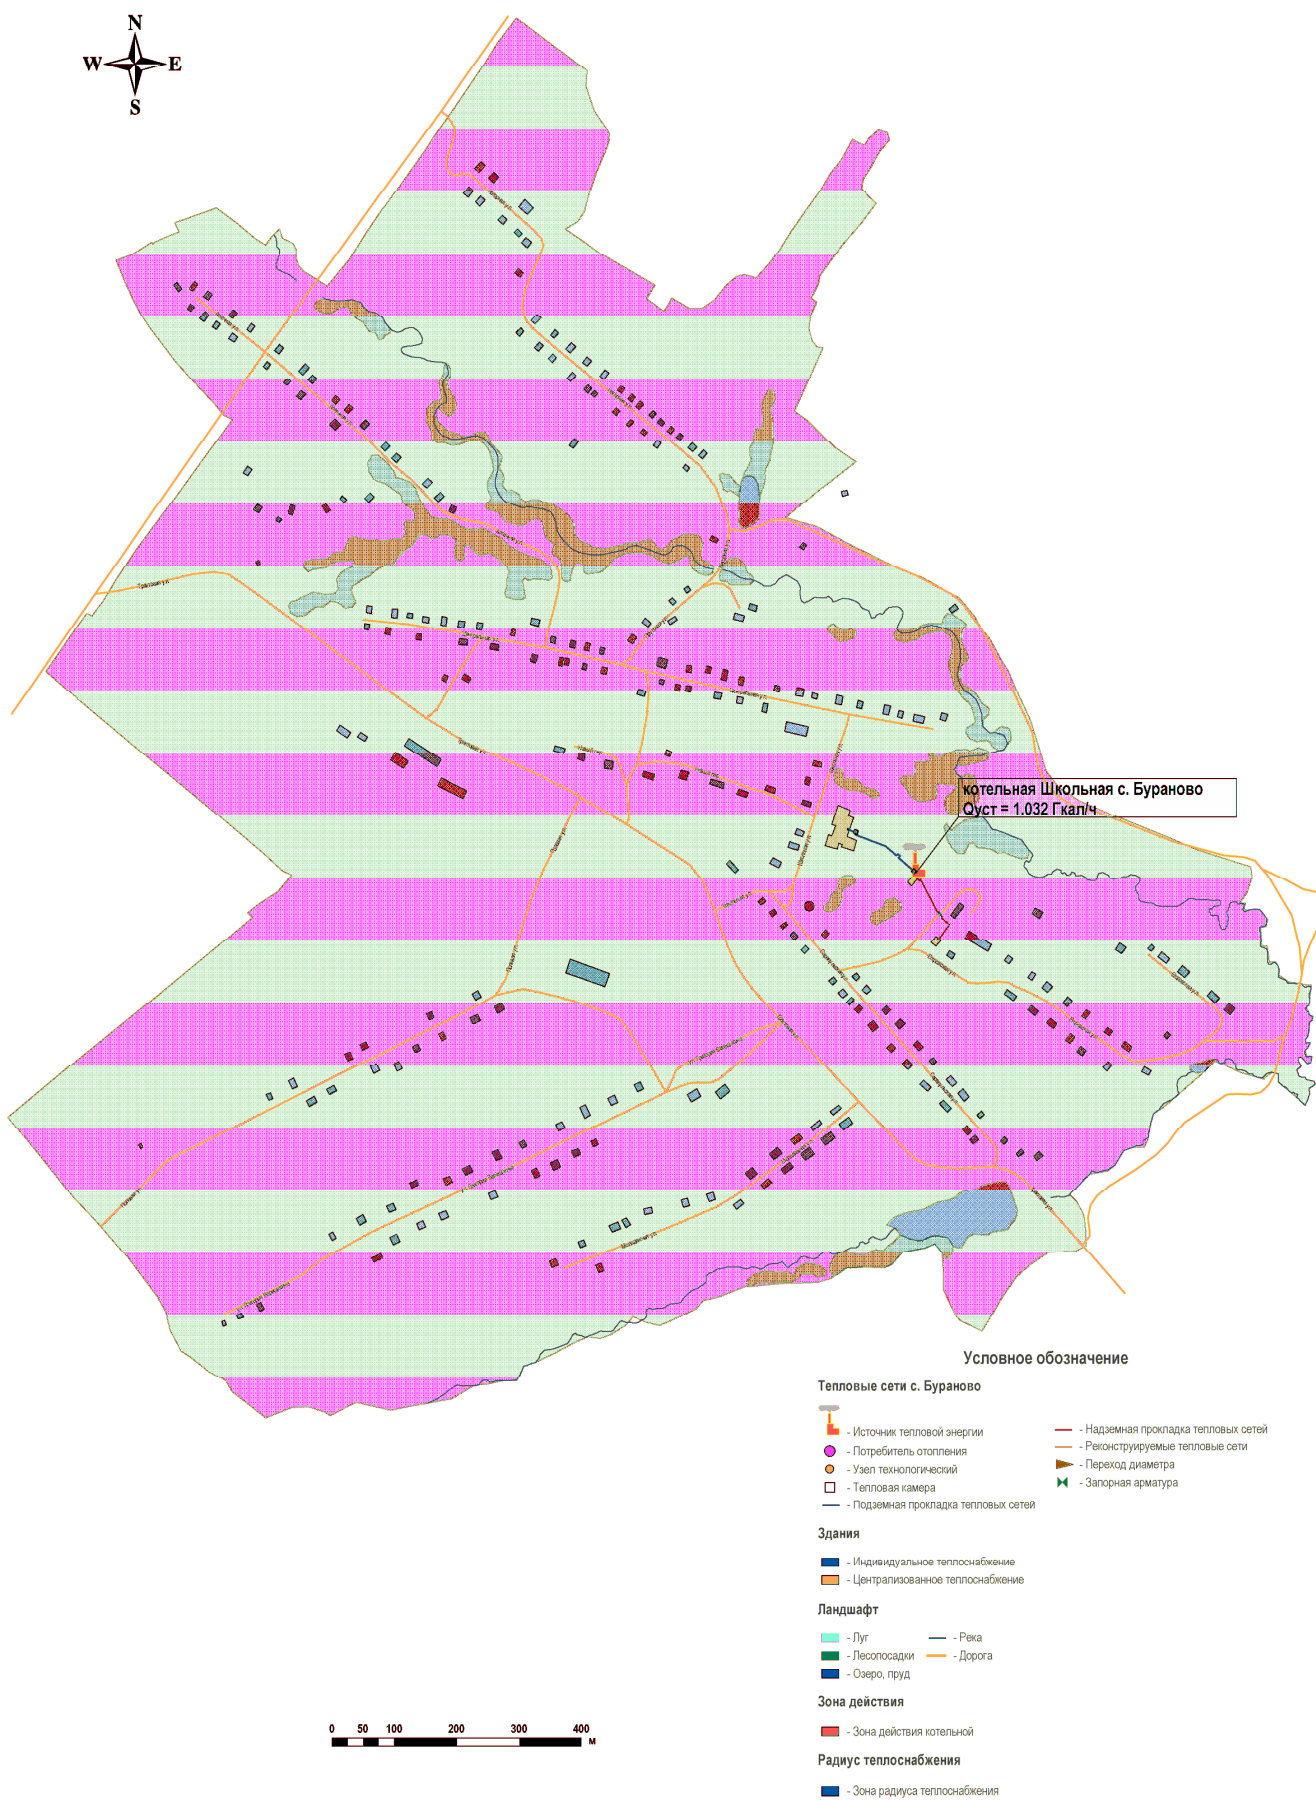 N
W E
S
котельная Школьная с. Бураново
Qуст = 1.032 Гкал/ч
Условное обозначение
Тепловые сети с. Бураново
- Источник тепловой энергии
- Потребитель отопления
- Узел технологический
- Тепловая камера
- Подземная прокладка тепловых сетей
- Надземная прокладка тепловых сетей
- Реконструируемые тепловые сети
- Переход диаметра
- Запорная арматура
Здания
- Индивидуальное теплоснабжение
- Централизованное теплоснабжение
Ландшафт
- Луг
- Лесопосадки
- Озеро, пруд
- Река
- Дорога
Зона действия
- Зона действия котельной
Радиус теплоснабжения
- Зона радиуса теплоснабжения
0 50 100 200 300 400
м